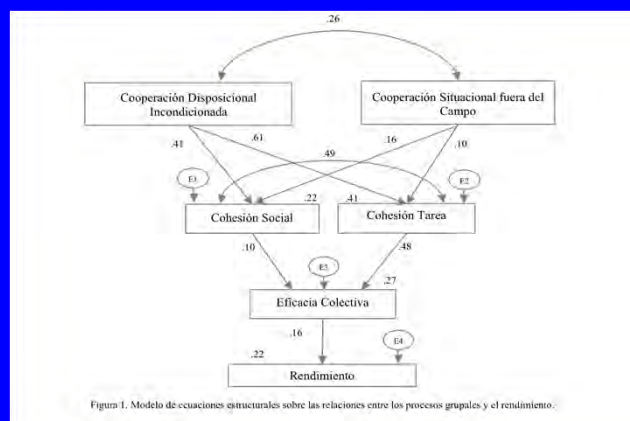 .26
Cooperación Disposicional
Incondicionada
Cooperación Situacional fuera del
Campo
.41
.61
.16
.10
.49
E1
E2
.22
.41
Cohesión Social
Cohesión Tarea
.10
.48
E3
.27
Eficacia Colectiva
.16
E4
.22
Rendimiento
Figura 1. Modelo de ecuaciones estructurales sobre las relaciones entre los procesos grupales y el rendimiento.